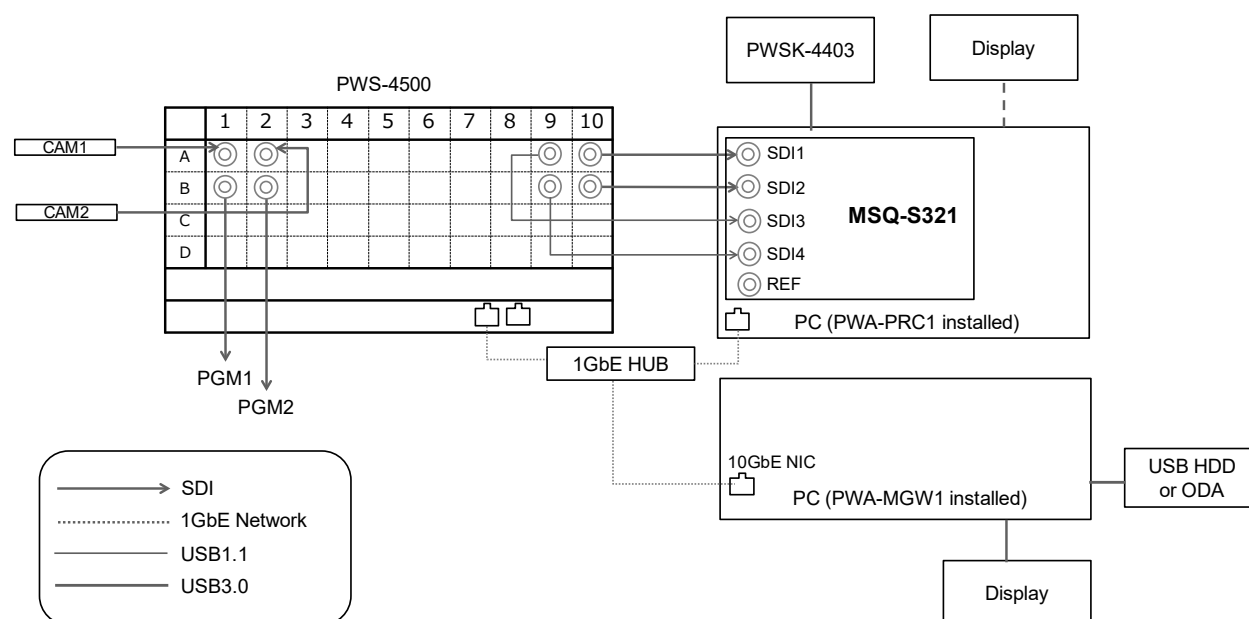 PWSK-4403
Display
PWS-4500
1 2 3 4 5 6 7 8 9 10
CAM1
A
SDI1
B
SDI2
MSQ-S321
CAM2
C
SDI3
D
SDI4
REF
PC (PWA-PRC1 installed)
1GbE HUB
PGM1
PGM2
10GbE NIC
USB HDD
or ODA
PC (PWA-MGW1 installed)
SDI
1GbE Network
USB1.1
USB3.0
Display